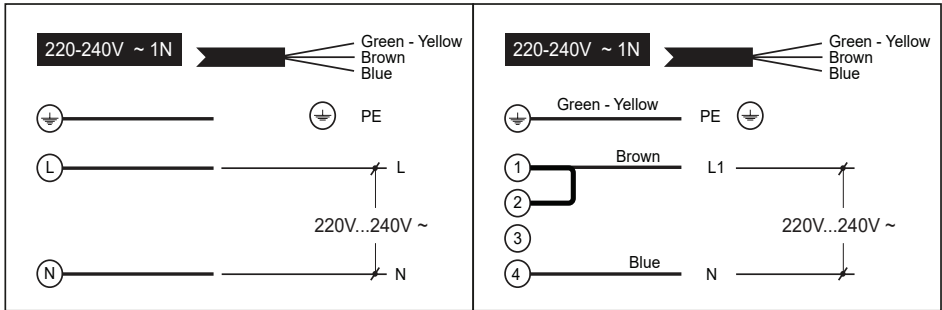 220-240V ~ 1N
Green - Yellow
Brown
Blue
PE
L
L
220V...240V ~
N
N
220-240V ~ 1N
Green - Yellow
Brown
Blue
Green - Yellow
PE
1
Brown
L1
2
220V...240V ~
3
4
Blue
N